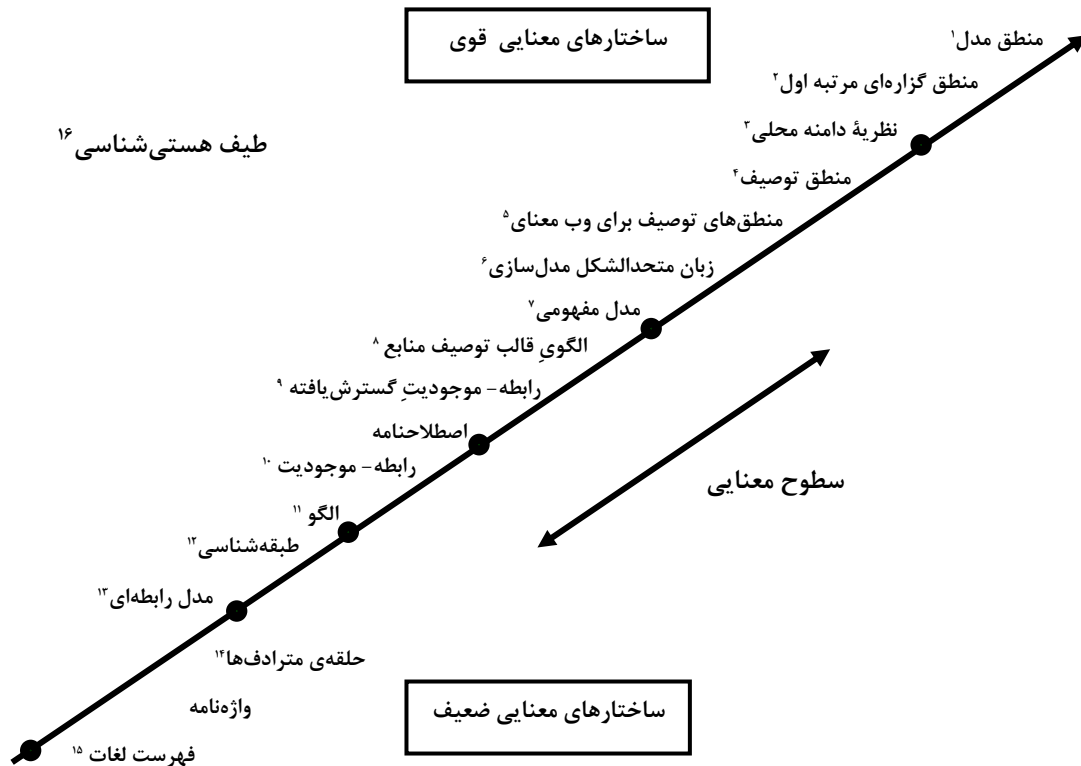 ساختارهای معنایی قوی
منطق مدل۱
منطق گزاره‌ای مرتبه اول۲
نظریۀ دامنه محلی۳
طیف هستی‌شناسی۱۶
منطق توصیف۴
منطق‌های توصیف برای وب معنای۵
زبان متحدالشکل مدل‌سازی۶
مدل مفهومی۷
الگویِ قالب توصیف منابع ۸
رابطه- موجودیتِ گسترش‌یافته ۹
اصطلاحنامه
رابطه- موجودیت ۱۰
سطوح معنایی
الگو ۱۱
طبقه‌شناسی۱۲
مدل رابطه‌ای۱۳
حلقه‌ی مترادف‌ها۱۴
واژه‌نامه
ساختارهای معنایی ضعیف
فهرست لغات ۱۵